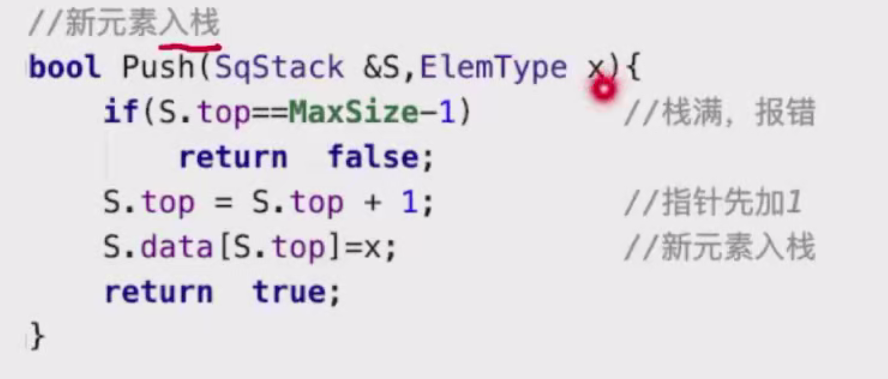 //新元素入栈
bool Push(SqStack &S,ElemType x){
if(S.top==MaxSize-1) //栈满，报错
return false;
S.top = S.top + 1; //指针先加1
S.data[S.top]=x; //新元素入栈
return true;
}